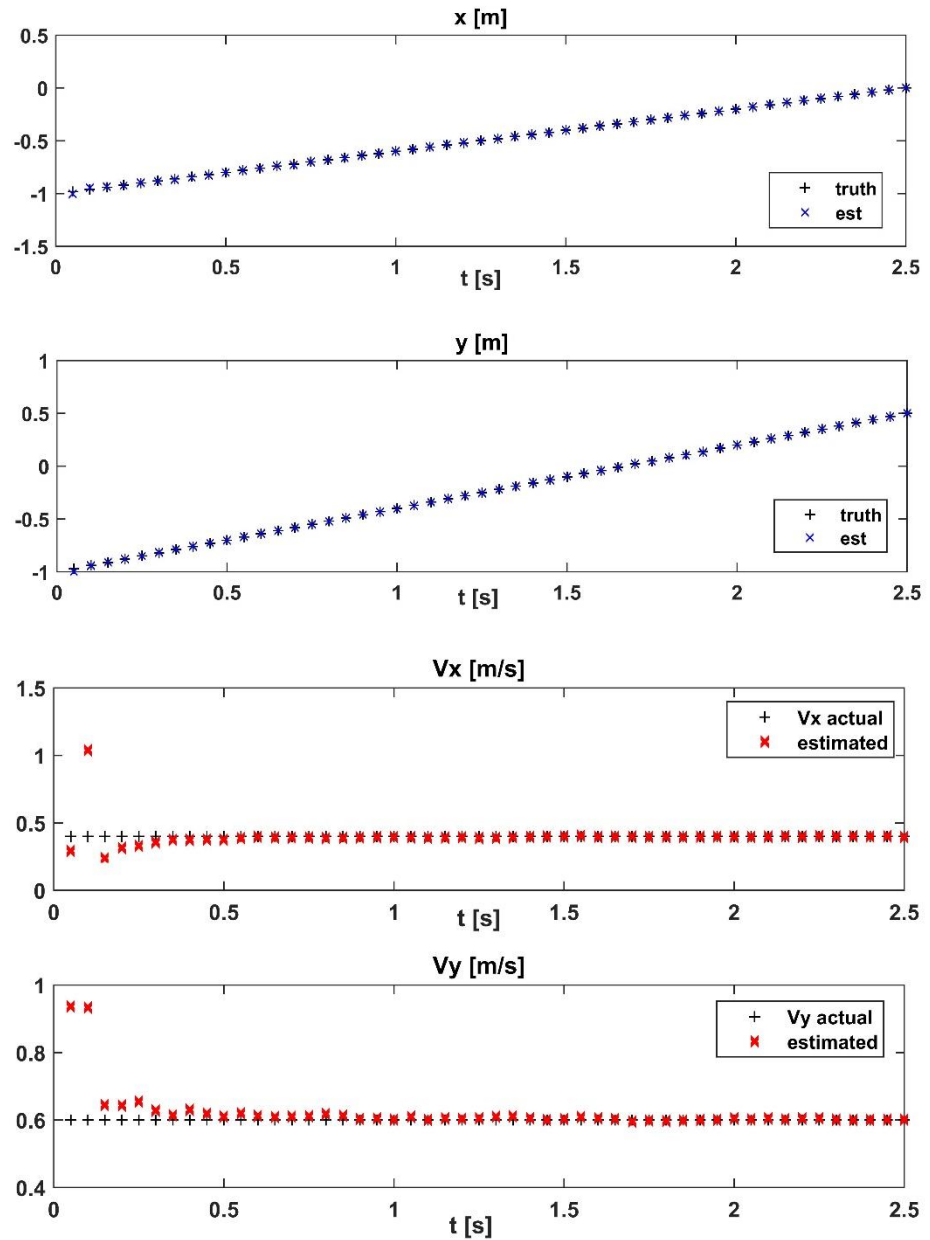 x [m]
0.5
0
-0.5
-1
-1.5
+ truth
× est
0 0.5 1 1.5 2 2.5
t [s]
y [m]
1
0.5
0
-0.5
-1
+ truth
× est
0 0.5 1 1.5 2 2.5
t [s]
Vx [m/s]
1.5
1
0.5
0
+ Vx actual
estimated
0 0.5 1 1.5 2 2.5
t [s]
Vy [m/s]
1
0.8
0.6
0.4
+ Vy actual
estimated
0 0.5 1 1.5 2 2.5
t [s]